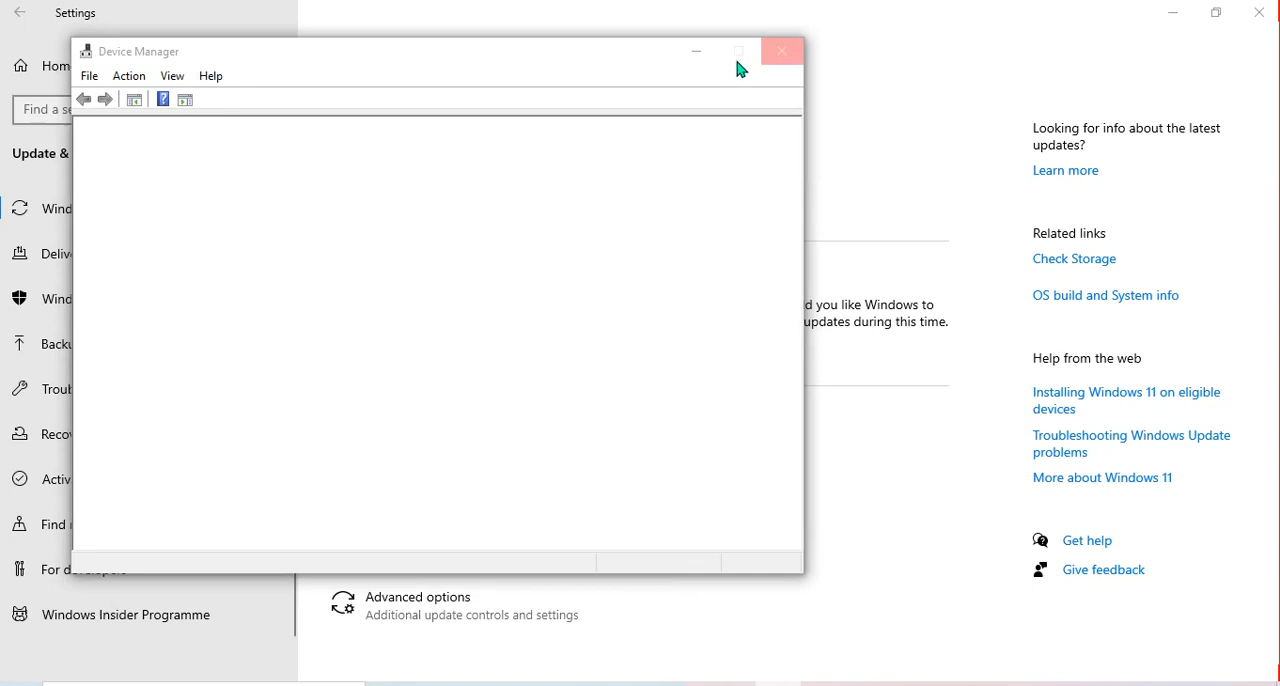 Settings
Device Manager
File Action View Help
Hom
Find a se
Update &
Wind
Deliv
Wind
Backu
Troub
Reco
Activ
Find
For
Windows Insider Programme
d you like Windows to
updates during this time.
Advanced options
Additional update controls and settings
Looking for info about the latest
updates?
Learn more
Related links
Check Storage
OS build and System info
Help from the web
Installing Windows 11 on eligible
devices
Troubleshooting Windows Update
problems
More about Windows 11
Get help
Give feedback